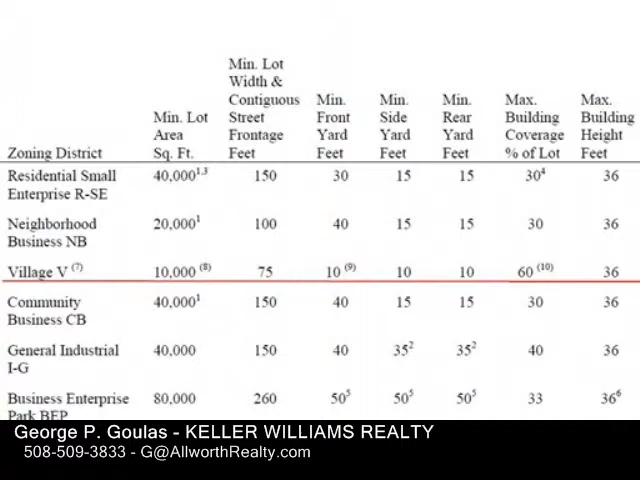 Min. Lot
Width &
Contiguous Min. Min. Min. Max. Max.
Min. Lot Street Front Side Rear Building Building
Area Frontage Yard Yard Yard Coverage Height
Zoning District Sq. Ft. Feet Feet Feet Feet % of Lot Feet
Residential Small 40,000¹,³ 150 30 15 15 30⁴ 36
Enterprise R-SE
Neighborhood 20,000¹ 100 40 15 15 30 36
Business NB
Village V (7) 10,000 (8) 75 10 (9) 10 10 60 (10) 36
Community 40,000¹ 150 40 15 15 30 36
Business CB
General Industrial 40,000 150 40 35² 35² 40 36
I-G
Business Enterprise 80,000 260 50⁵ 50⁵ 50⁵ 33 36⁶
Park BEP
George P. Goulas - KELLER WILLIAMS REALTY
508-509-3833 - G@AllworthRealty.com